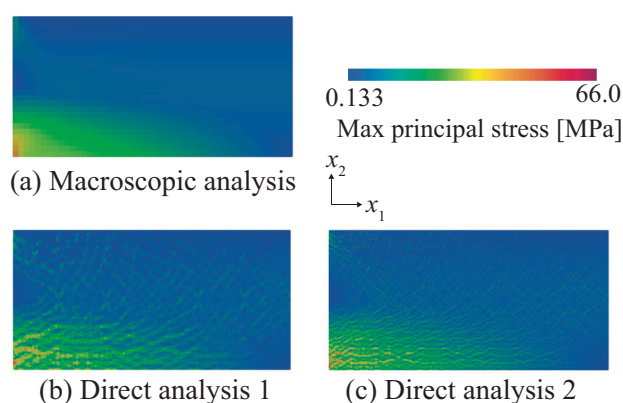 0.133 66.0
Max principal stress [MPa]
x₂
x₁
(a) Macroscopic analysis
(b) Direct analysis 1
(c) Direct analysis 2